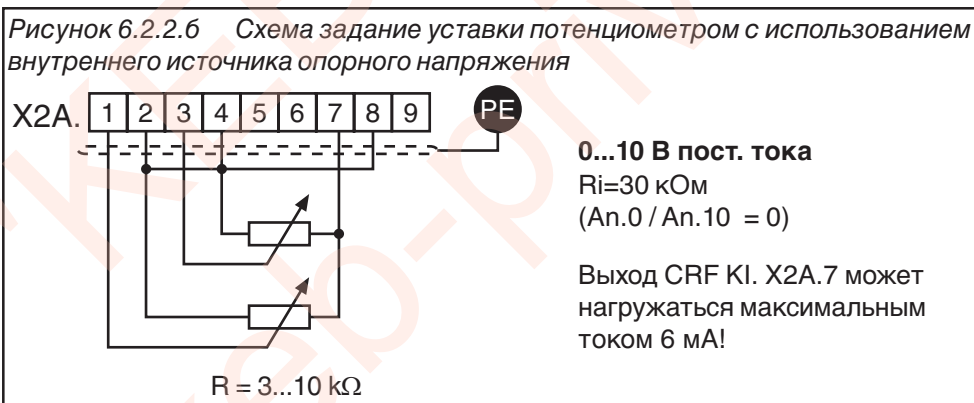 Рисунок 6.2.2.б Схема задание уставки потенциометром с использованием
внутреннего источника опорного напряжения
X2A. 1 2 3 4 5 6 7 8 9 PE
0...10 В пост. тока
Ri=30 кОм
(An.0 / An.10 = 0)
Выход CRF KI. X2A.7 может
нагружаться максимальным
током 6 мА!
R = 3...10 kΩ